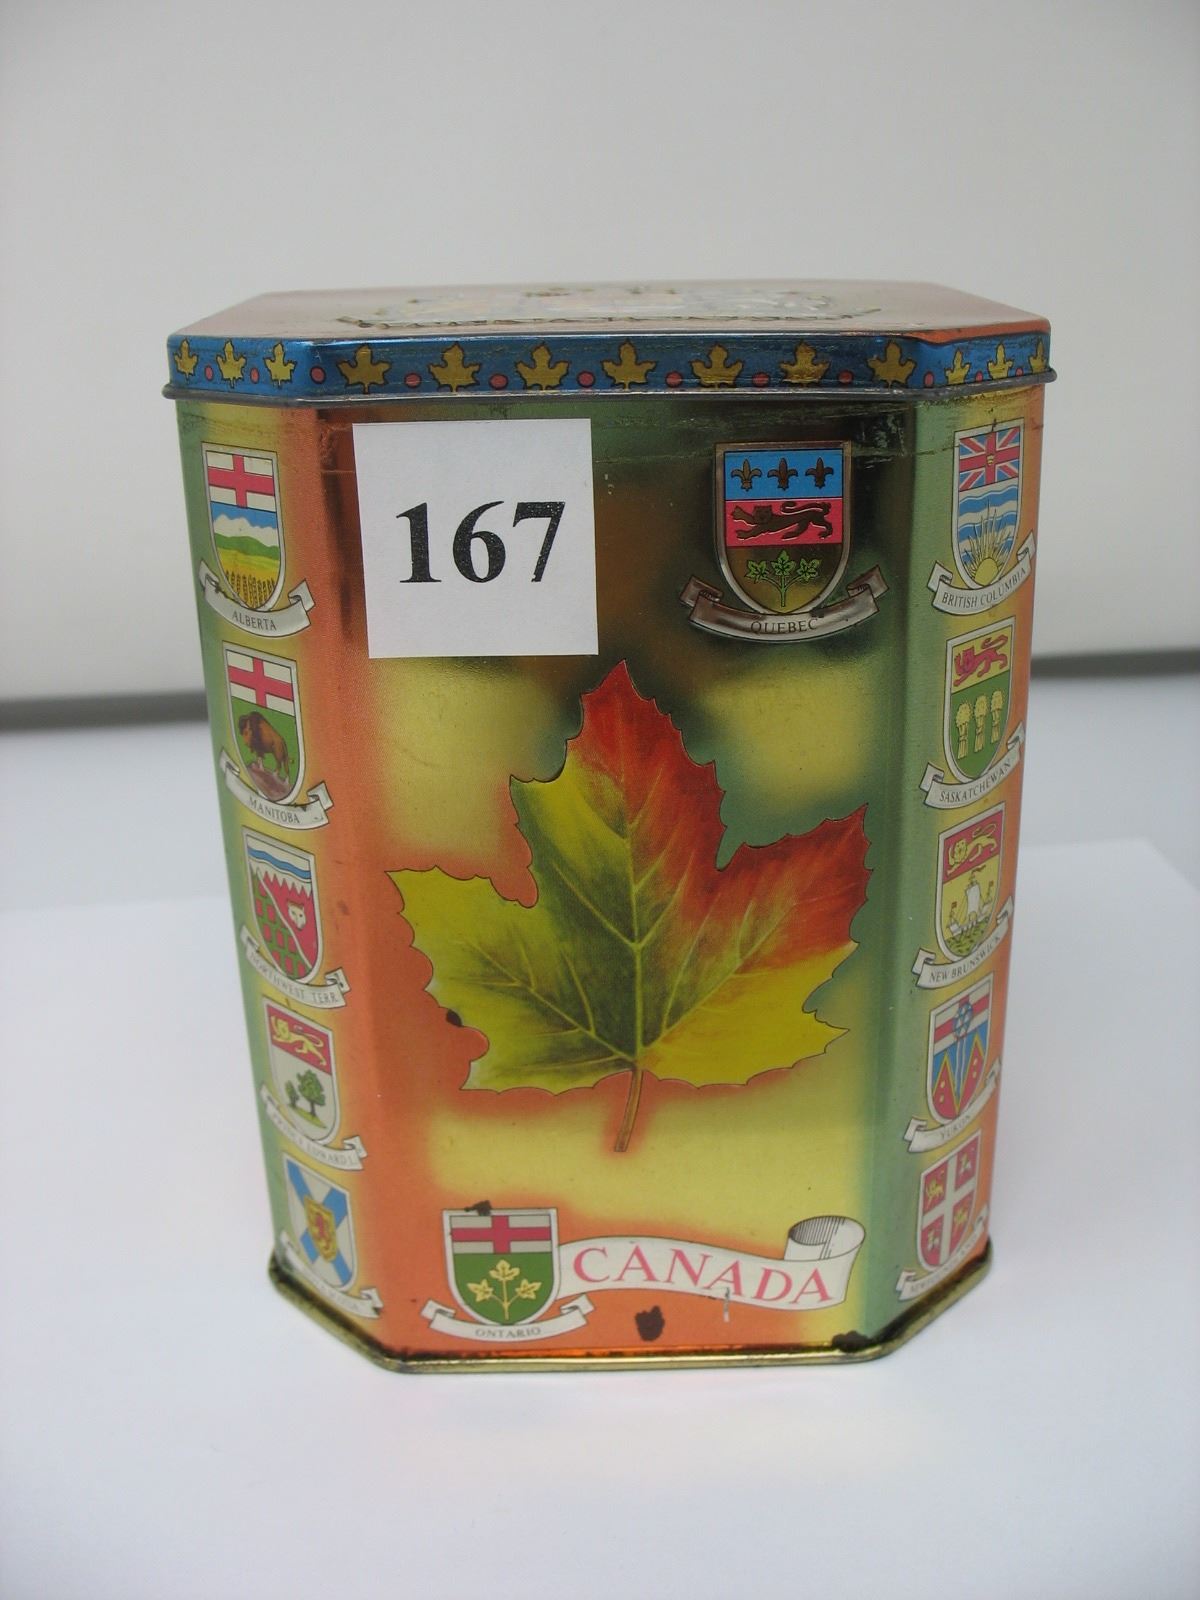 167
QUEBEC
ALBERTA
MANITOBA
NORTHWEST TERR.
BRITISH COLUMBIA
SASKATCHEWAN
NEW BRUNSWICK
YUKON
CANADA
ONTARIO